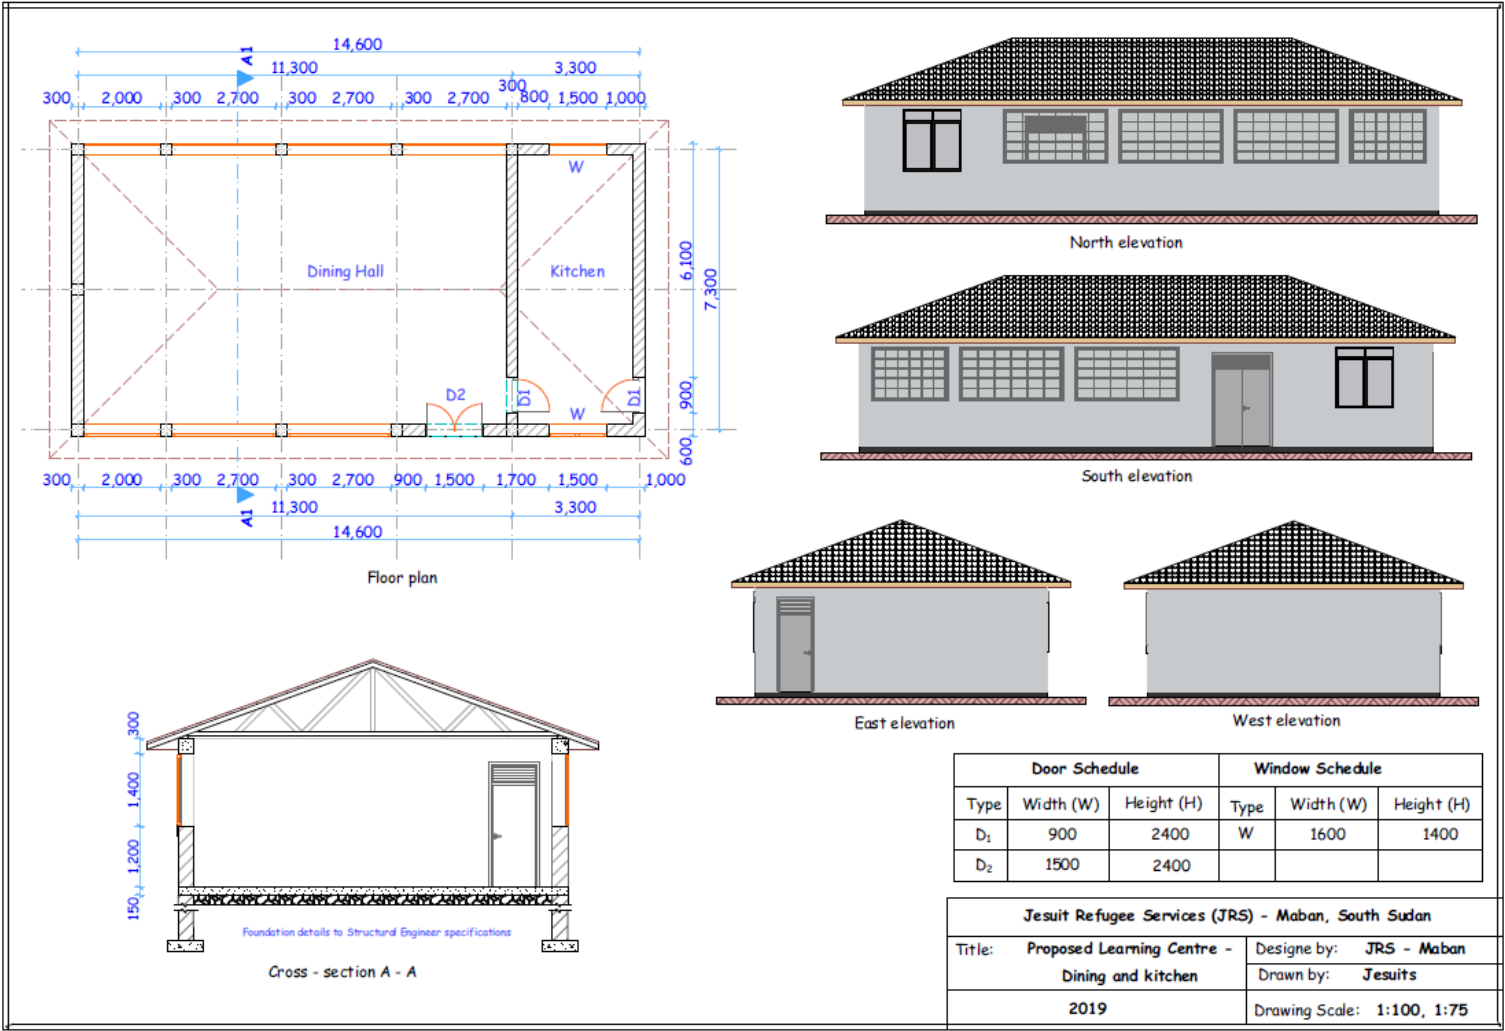 14,600
A1
11,300
3,300
300
300 2,000 300 2,700 300 2,700 300 2,700 800 1,500 1,000
W
Dining Hall
Kitchen
6,100
7,300
D2
D1
D1
900
W
600
300 2,000 300 2,700 300 2,700 900 1,500 1,700 1,500 1,000
A1
11,300
3,300
14,600
Floor plan
North elevation
South elevation
East elevation
West elevation
300
1,400
1,200
150
Foundation details to Structural Engineer specifications
Cross - section A - A
Door Schedule Window Schedule
Type Width (W) Height (H) Type Width (W) Height (H)
D₁ 900 2400 W 1600 1400
D₂ 1500 2400
Jesuit Refugee Services (JRS) - Maban, South Sudan
Title: Proposed Learning Centre -
Dining and kitchen
Designe by: JRS - Maban
Drawn by: Jesuits
2019
Drawing Scale: 1:100, 1:75